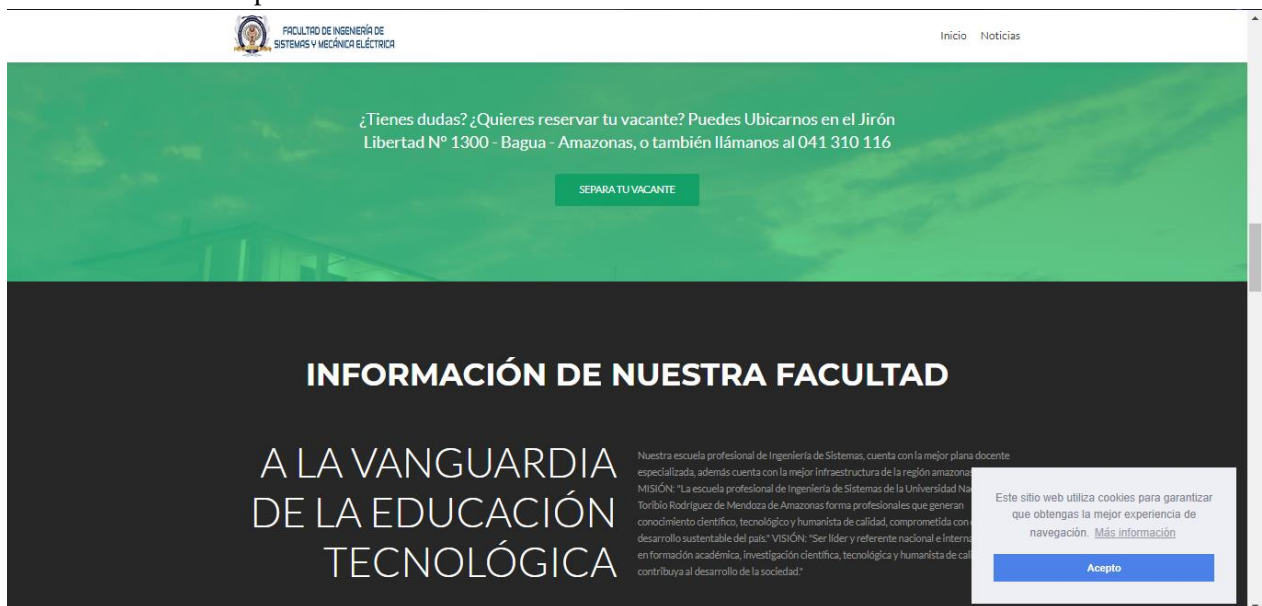 FACULTAD DE INGENIERÍA DE
SISTEMAS Y MECÁNICA ELÉCTRICA
Inicio Noticias
¿Tienes dudas? ¿Quieres reservar tu vacante? Puedes Ubicarnos en el Jirón
Libertad Nº 1300 - Bagua - Amazonas, o también llámanos al 041 310 116
SEPARA TU VACANTE
INFORMACIÓN DE NUESTRA FACULTAD
A LA VANGUARDIA
DE LA EDUCACIÓN
TECNOLÓGICA
Nuestra escuela profesional de Ingeniería de Sistemas, cuenta con la mejor plana docente
especializada, además cuenta con la mejor infraestructura de la región amazonas
MISIÓN: "La escuela profesional de Ingeniería de Sistemas de la Universidad
Toribio Rodríguez de Mendoza de Amazonas forma profesionales que generan
conocimiento científico, tecnológico y humanista de calidad, comprometida con
desarrollo sustentable del país." VISIÓN: "Ser líder y referente nacional e
en formación académica, investigación científica, tecnológica y humanista de
contribuya al desarrollo de la sociedad."
Este sitio web utiliza cookies para garantizar
que obtengas la mejor experiencia de
navegación. Más información
Acepto